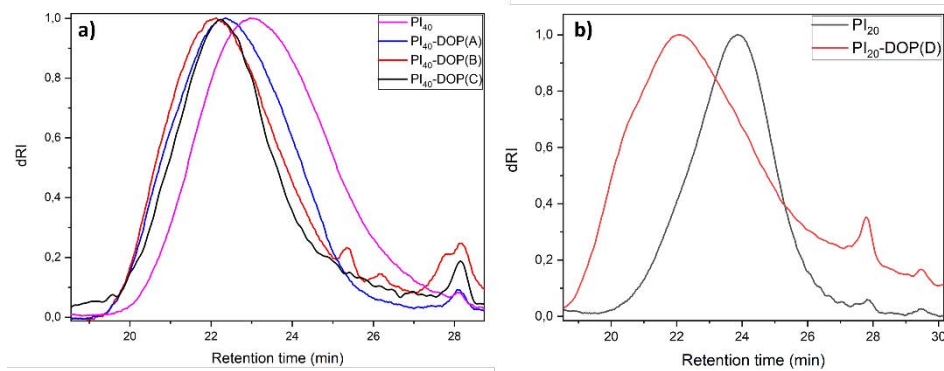 a)
PI40
PI40-DOP(A)
PI40-DOP(B)
PI40-DOP(C)
1,0
0,8
0,6
0,4
0,2
0,0
dRI
20 22 24 26 28
Retention time (min)
b)
PI20
PI20-DOP(D)
1,0
0,8
0,6
0,4
0,2
0,0
dRI
20 22 24 26 28 30
Retention time (min)